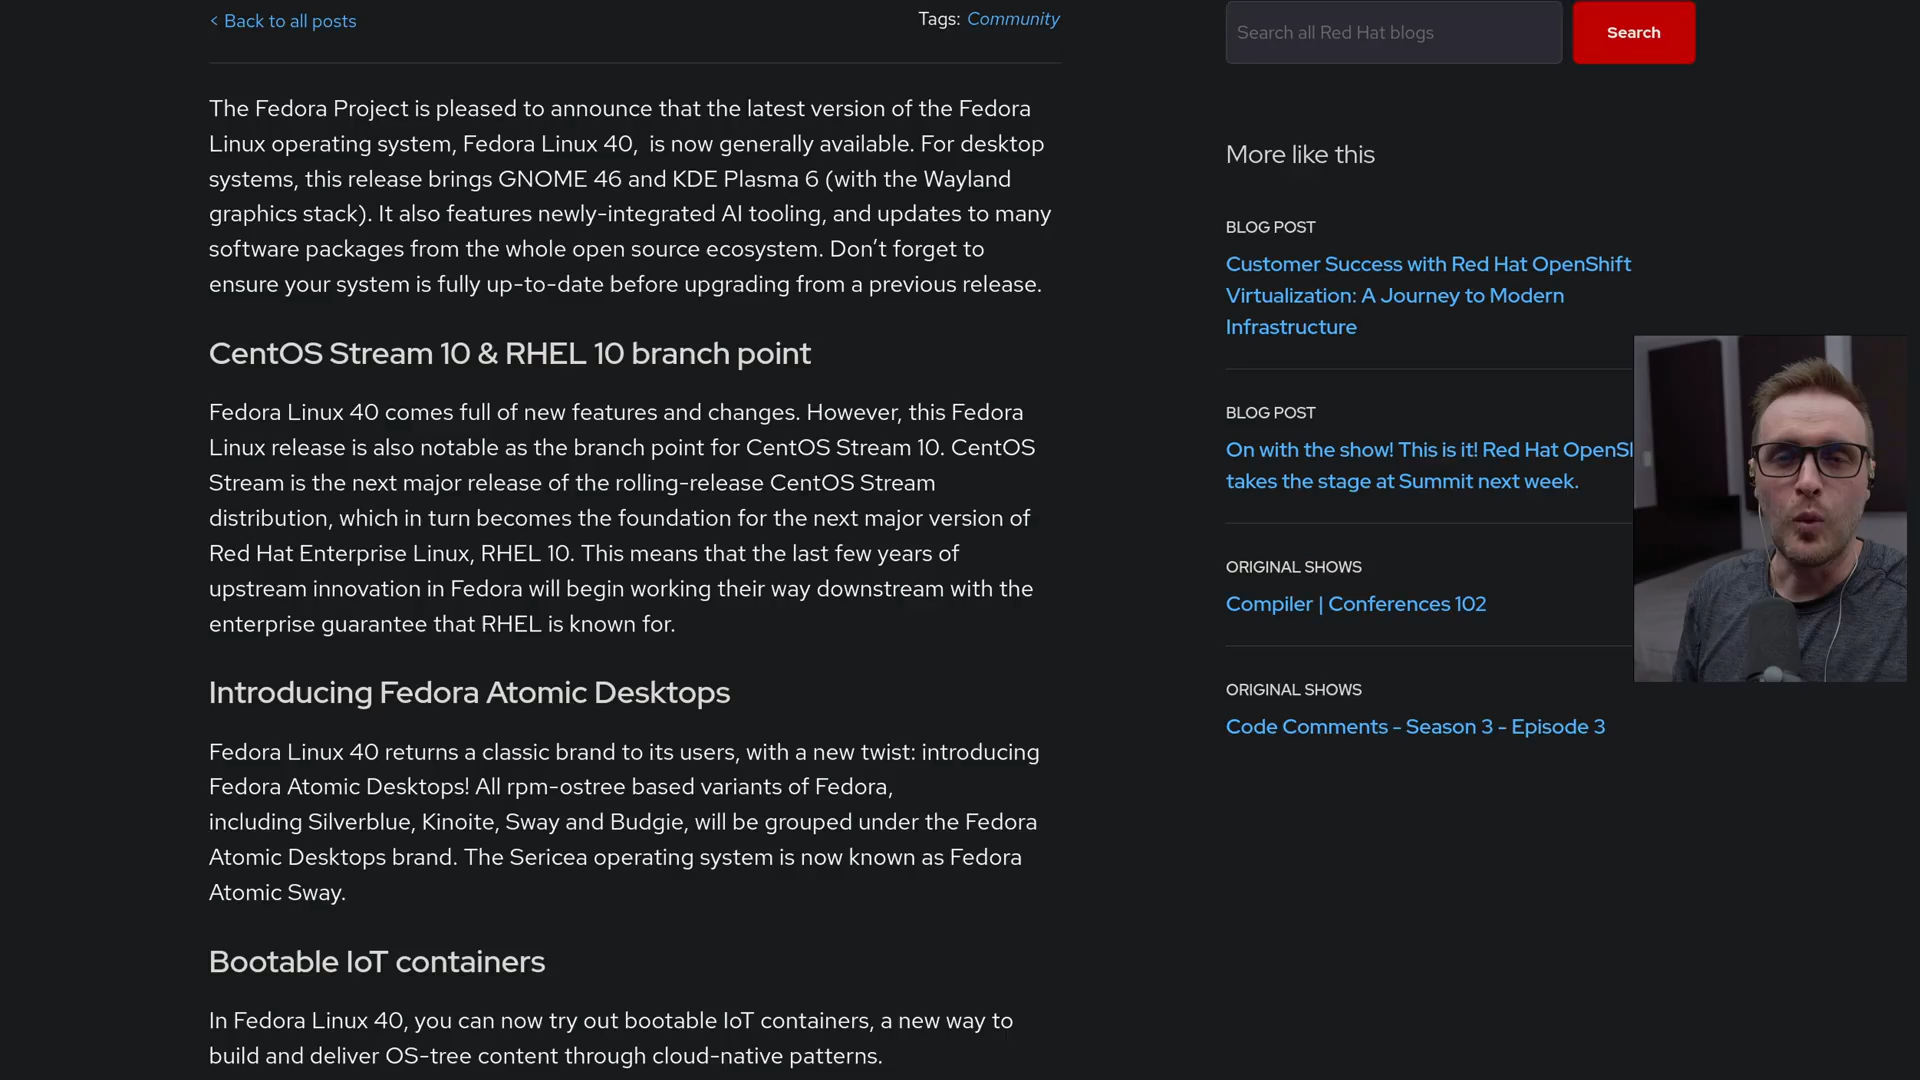 < Back to all posts
Tags: Community
The Fedora Project is pleased to announce that the latest version of the Fedora
Linux operating system, Fedora Linux 40,  is now generally available. For desktop
systems, this release brings GNOME 46 and KDE Plasma 6 (with the Wayland
graphics stack). It also features newly-integrated AI tooling, and updates to many
software packages from the whole open source ecosystem. Don’t forget to
ensure your system is fully up-to-date before upgrading from a previous release.
CentOS Stream 10 & RHEL 10 branch point
Fedora Linux 40 comes full of new features and changes. However, this Fedora
Linux release is also notable as the branch point for CentOS Stream 10. CentOS
Stream is the next major release of the rolling-release CentOS Stream
distribution, which in turn becomes the foundation for the next major version of
Red Hat Enterprise Linux, RHEL 10. This means that the last few years of
upstream innovation in Fedora will begin working their way downstream with the
enterprise guarantee that RHEL is known for.
Introducing Fedora Atomic Desktops
Fedora Linux 40 returns a classic brand to its users, with a new twist: introducing
Fedora Atomic Desktops! All rpm-ostree based variants of Fedora,
including Silverblue, Kinoite, Sway and Budgie, will be grouped under the Fedora
Atomic Desktops brand. The Sericea operating system is now known as Fedora
Atomic Sway.
Bootable IoT containers
In Fedora Linux 40, you can now try out bootable IoT containers, a new way to
build and deliver OS-tree content through cloud-native patterns.
Search all Red Hat blogs
Search
More like this
BLOG POST
Customer Success with Red Hat OpenShift
Virtualization: A Journey to Modern
Infrastructure
BLOG POST
On with the show! This is it! Red Hat
takes the stage at Summit next week.
ORIGINAL SHOWS
Compiler | Conferences 102
ORIGINAL SHOWS
Code Comments - Season 3 - Episode 3